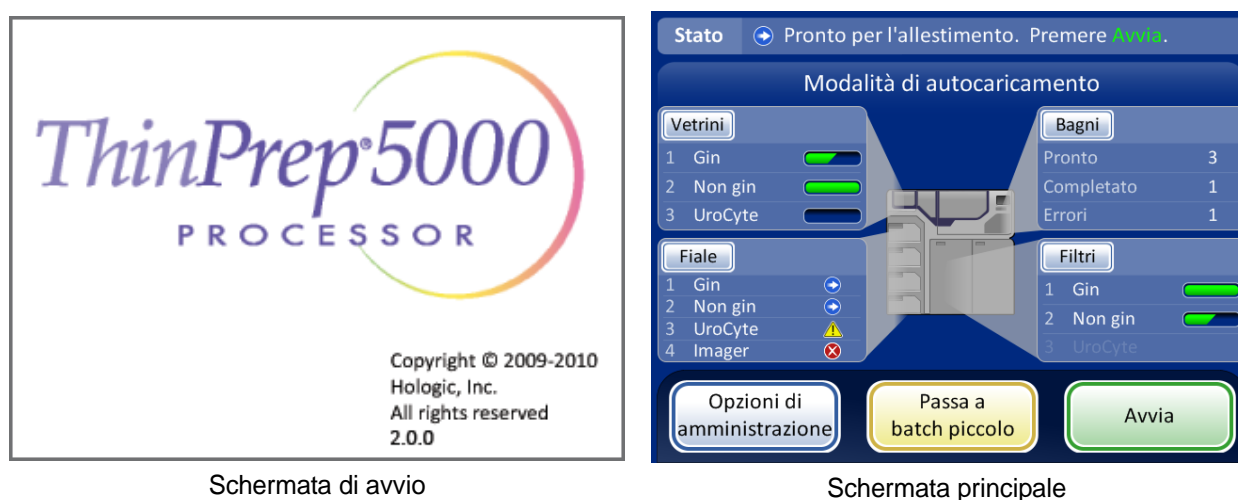 ThinPrep®5000
PROCESSOR
Copyright © 2009-2010
Hologic, Inc.
All rights reserved
2.0.0
Schermata di avvio
Stato Pronto per l'allestimento. Premere Avvia.
Modalità di autocaricamento
Vetrini
1 Gin
2 Non gin
3 UroCyte
Bagni
Pronto 3
Completato 1
Errori 1
Fiale
1 Gin
2 Non gin
3 UroCyte
4 Imager
Filtri
1 Gin
2 Non gin
3 UroCyte
Opzioni di
amministrazione
Passa a
batch piccolo
Avvia
Schermata principale